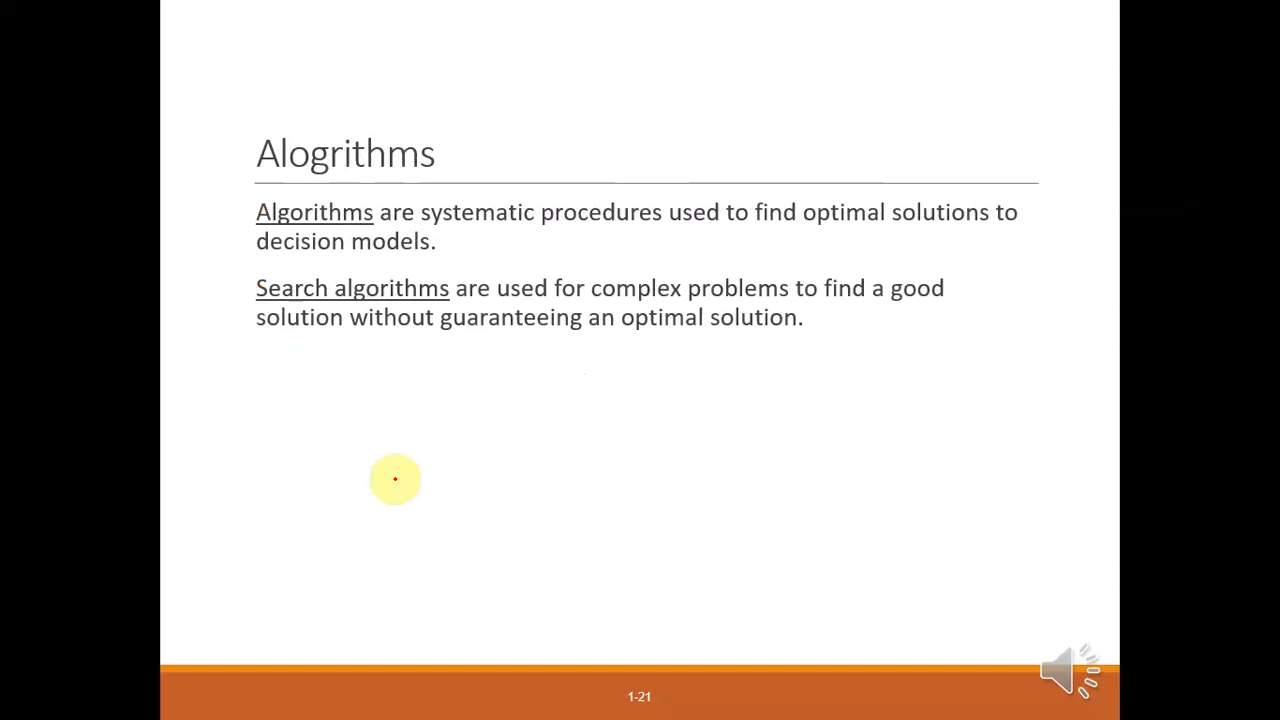 Alogrithms
Algorithms are systematic procedures used to find optimal solutions to
decision models.
Search algorithms are used for complex problems to find a good
solution without guaranteeing an optimal solution.
1-21